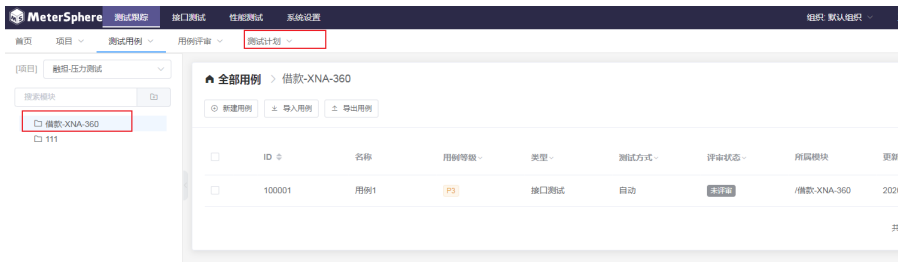 MeterSphere 测试跟踪 接口测试 性能测试 系统设置 组织: 默认组织
首页 项目 测试用例 用例评审 测试计划
[项目] 融担-压力测试
全部用例 > 借款-XNA-360
搜索模块
新建用例 导入用例 导出用例
借款-XNA-360
111
ID 名称 用例等级 类型 测试方式 评审状态 所属模块 更新
100001 用例1 P3 接口测试 自动 未评审 /借款-XNA-360 202
共